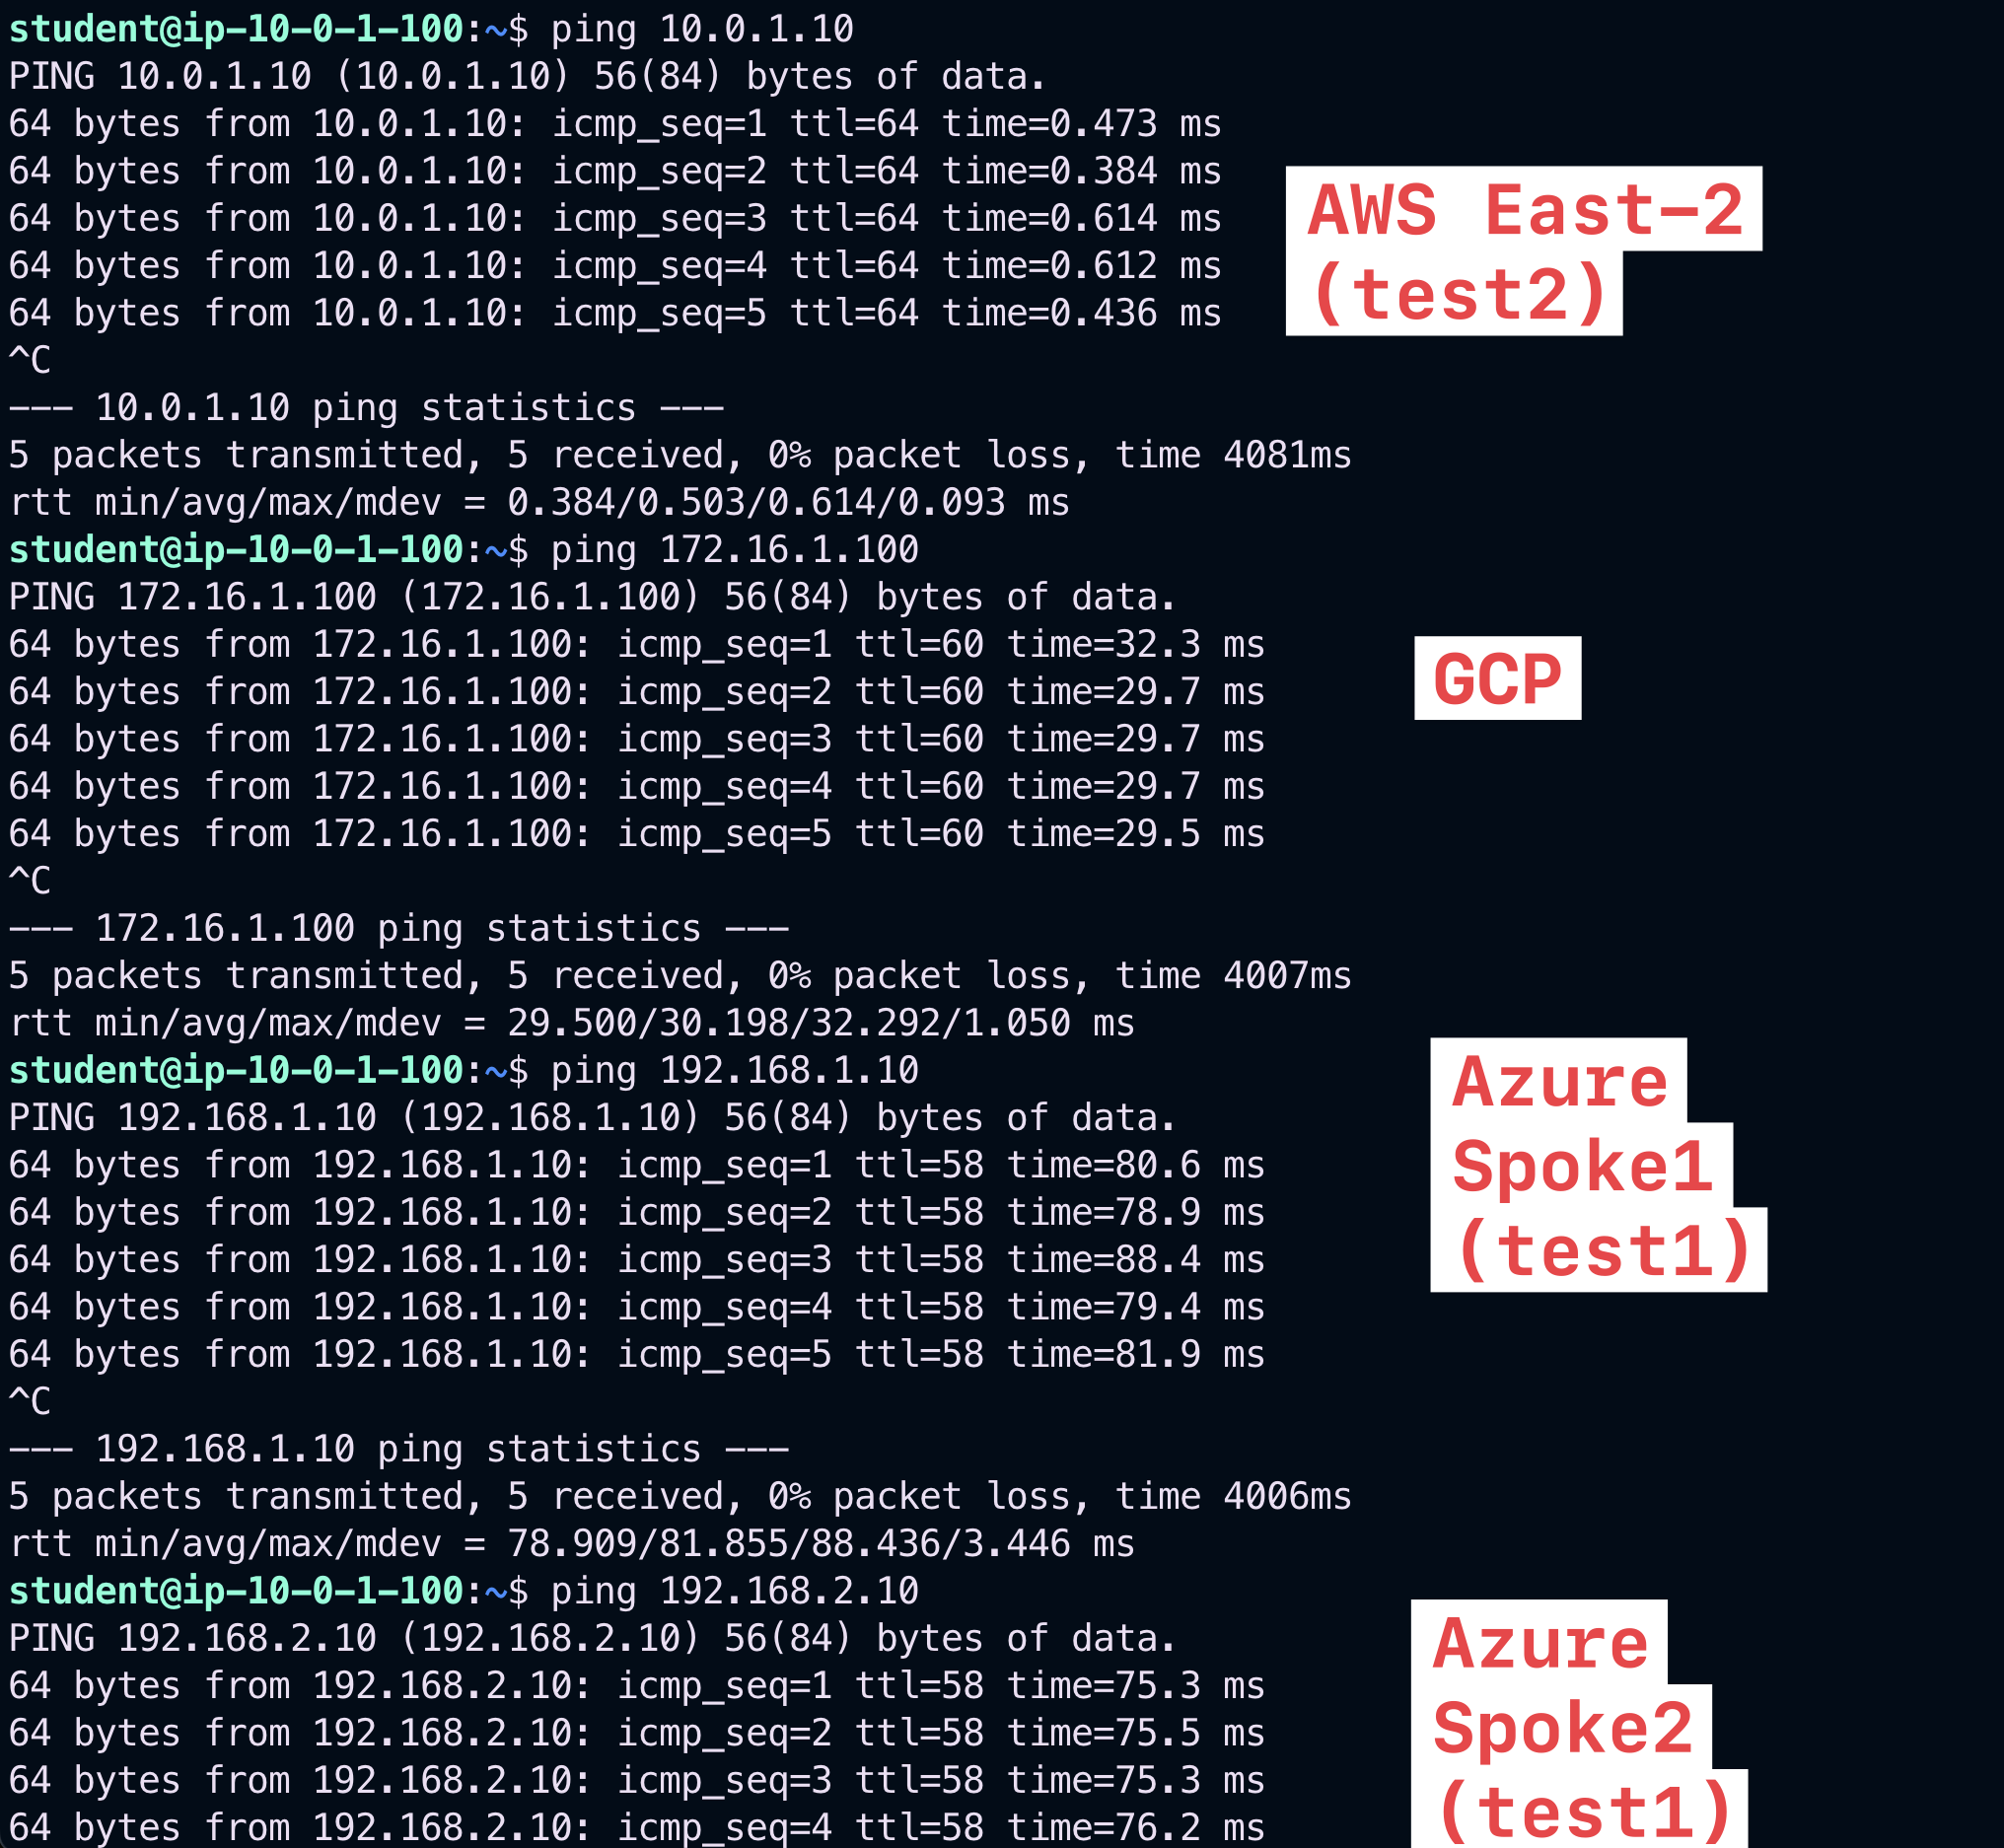 student@ip-10-0-1-100:~$ ping 10.0.1.10
PING 10.0.1.10 (10.0.1.10) 56(84) bytes of data.
64 bytes from 10.0.1.10: icmp_seq=1 ttl=64 time=0.473 ms
64 bytes from 10.0.1.10: icmp_seq=2 ttl=64 time=0.384 ms
64 bytes from 10.0.1.10: icmp_seq=3 ttl=64 time=0.614 ms
64 bytes from 10.0.1.10: icmp_seq=4 ttl=64 time=0.612 ms
64 bytes from 10.0.1.10: icmp_seq=5 ttl=64 time=0.436 ms
^C
AWS East-2
(test2)
--- 10.0.1.10 ping statistics ---
5 packets transmitted, 5 received, 0% packet loss, time 4081ms
rtt min/avg/max/mdev = 0.384/0.503/0.614/0.093 ms
student@ip-10-0-1-100:~$ ping 172.16.1.100
PING 172.16.1.100 (172.16.1.100) 56(84) bytes of data.
64 bytes from 172.16.1.100: icmp_seq=1 ttl=60 time=32.3 ms
64 bytes from 172.16.1.100: icmp_seq=2 ttl=60 time=29.7 ms
64 bytes from 172.16.1.100: icmp_seq=3 ttl=60 time=29.7 ms
64 bytes from 172.16.1.100: icmp_seq=4 ttl=60 time=29.7 ms
64 bytes from 172.16.1.100: icmp_seq=5 ttl=60 time=29.5 ms
^C
GCP
--- 172.16.1.100 ping statistics ---
5 packets transmitted, 5 received, 0% packet loss, time 4007ms
rtt min/avg/max/mdev = 29.500/30.198/32.292/1.050 ms
student@ip-10-0-1-100:~$ ping 192.168.1.10
PING 192.168.1.10 (192.168.1.10) 56(84) bytes of data.
64 bytes from 192.168.1.10: icmp_seq=1 ttl=58 time=80.6 ms
64 bytes from 192.168.1.10: icmp_seq=2 ttl=58 time=78.9 ms
64 bytes from 192.168.1.10: icmp_seq=3 ttl=58 time=88.4 ms
64 bytes from 192.168.1.10: icmp_seq=4 ttl=58 time=79.4 ms
64 bytes from 192.168.1.10: icmp_seq=5 ttl=58 time=81.9 ms
^C
Azure
Spoke1
(test1)
--- 192.168.1.10 ping statistics ---
5 packets transmitted, 5 received, 0% packet loss, time 4006ms
rtt min/avg/max/mdev = 78.909/81.855/88.436/3.446 ms
student@ip-10-0-1-100:~$ ping 192.168.2.10
PING 192.168.2.10 (192.168.2.10) 56(84) bytes of data.
64 bytes from 192.168.2.10: icmp_seq=1 ttl=58 time=75.3 ms
64 bytes from 192.168.2.10: icmp_seq=2 ttl=58 time=75.5 ms
64 bytes from 192.168.2.10: icmp_seq=3 ttl=58 time=75.3 ms
64 bytes from 192.168.2.10: icmp_seq=4 ttl=58 time=76.2 ms
Azure
Spoke2
(test1)